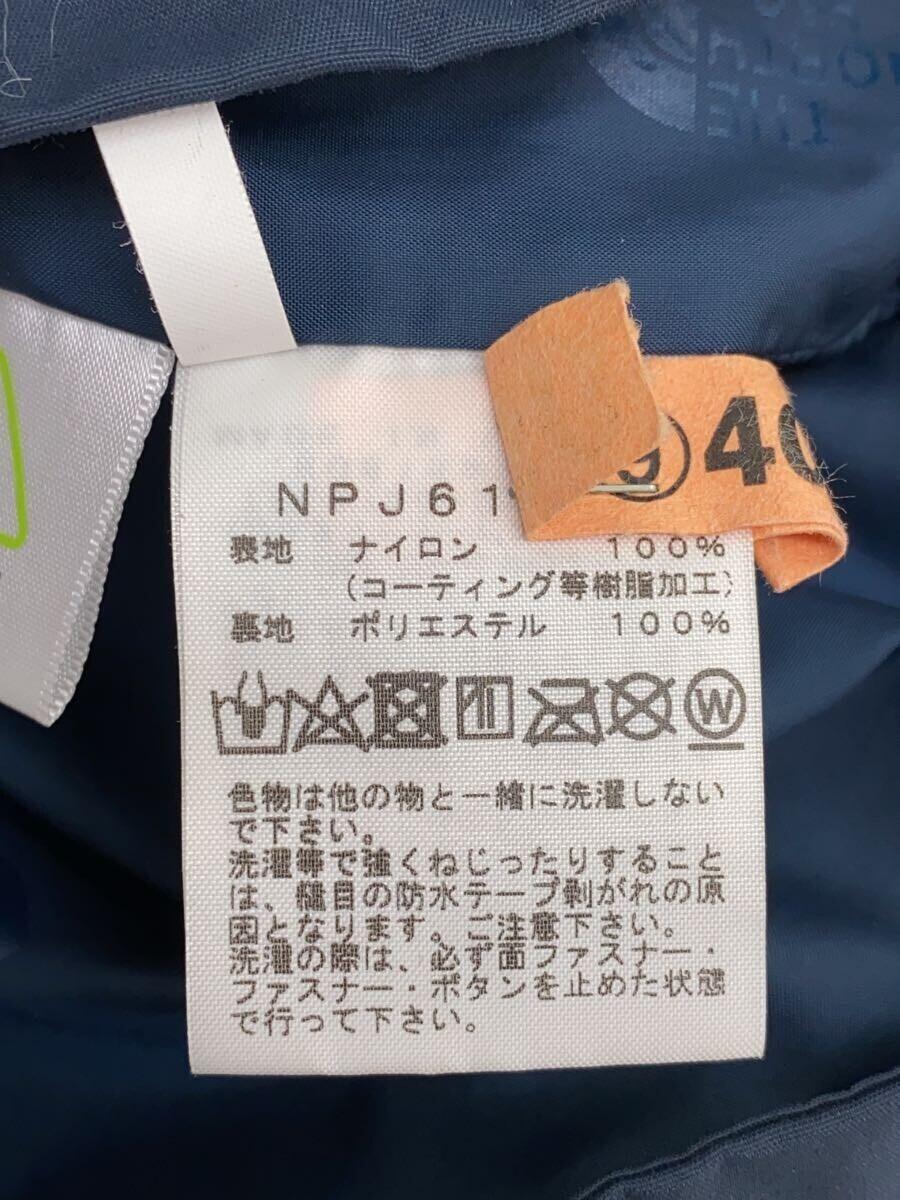 THE
NPJ61
表地 ナイロン 100%
(コーティング等樹脂加工)
裏地 ポリエステル 100%
W
色物は他の物と一緒に洗濯しない
で下さい。
洗濯等で強くねじったりすること
は、縫目の防水テープ剥がれの原
因となります。ご注意下さい。
洗濯の際は、必ず面ファスナー・
ファスナー・ボタンを止めた状態
で行って下さい。